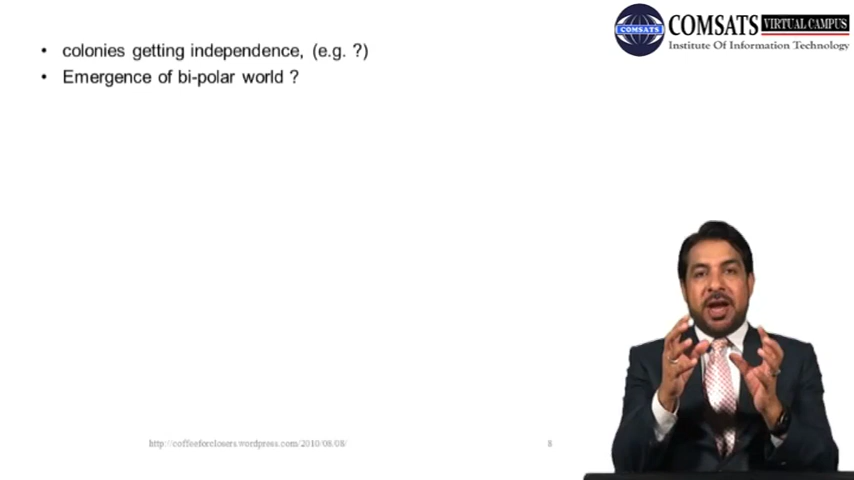 COMSATS VIRTUAL CAMPUS
COMSATS
Institute Of Information Technology
• colonies getting independence, (e.g. ?)
• Emergence of bi-polar world ?
http://coffeeforclosers.wordpress.com/2010/08/08/
8